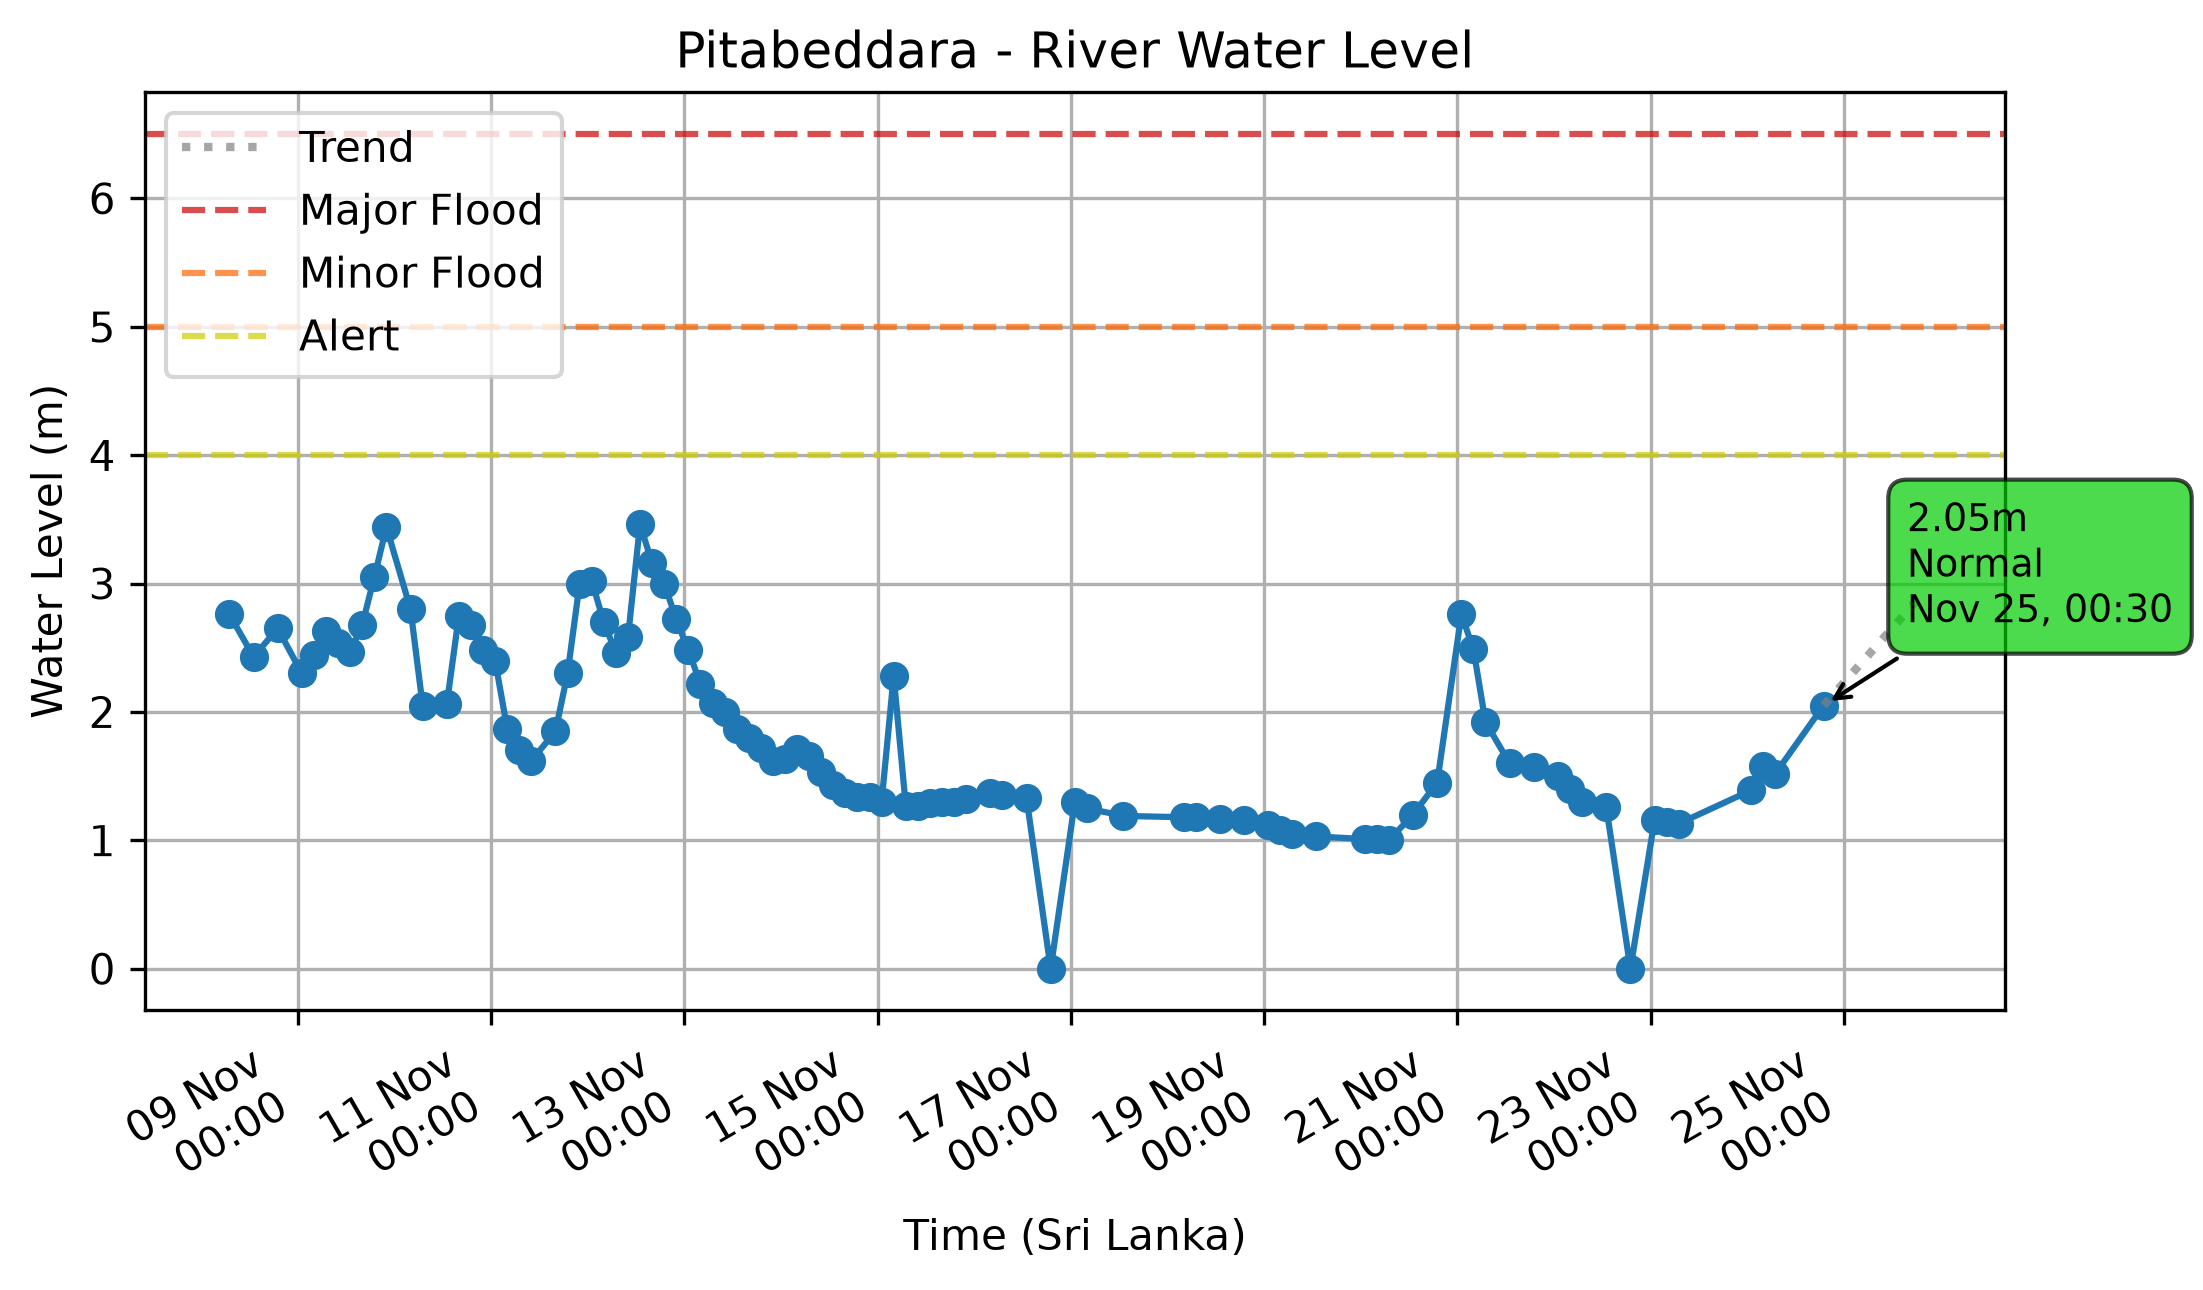 Pitabeddara - River Water Level
Trend
Major Flood
Minor Flood
Alert
6
5
4
3
2
1
0
Water Level (m)
2.05m
Normal
Nov 25, 00:30
09 Nov
00:00
11 Nov
00:00
13 Nov
00:00
15 Nov
00:00
17 Nov
00:00
19 Nov
00:00
21 Nov
00:00
23 Nov
00:00
25 Nov
00:00
Time (Sri Lanka)